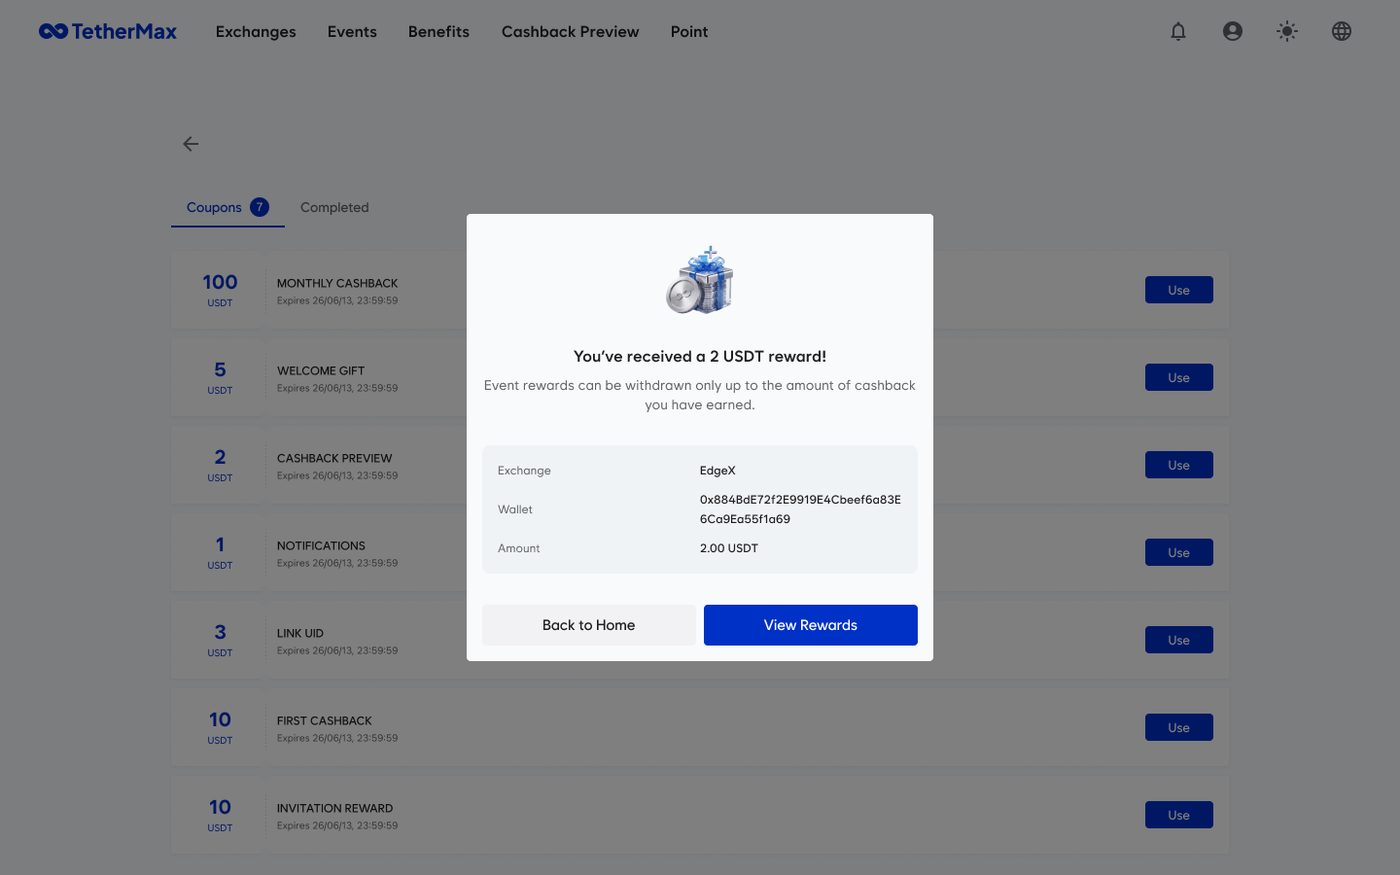 TetherMax
Exchanges
Events
Benefits
Cashback Preview
Point
Coupons 7
Completed
100
USDT
MONTHLY CASHBACK
Expires 26/06/13, 23:59:59
Use
5
USDT
WELCOME GIFT
Expires 26/06/13, 23:59:59
Use
2
USDT
CASHBACK PREVIEW
Expires 26/06/13, 23:59:59
Use
1
USDT
NOTIFICATIONS
Expires 26/06/13, 23:59:59
Use
3
USDT
LINK UID
Expires 26/06/13, 23:59:59
Use
10
USDT
FIRST CASHBACK
Expires 26/06/13, 23:59:59
Use
10
USDT
INVITATION REWARD
Expires 26/06/13, 23:59:59
Use
You’ve received a 2 USDT reward!
Event rewards can be withdrawn only up to the amount of cashback
you have earned.
Exchange
EdgeX
Wallet
0x884BdE72f2E9919E4Cbeef6a83E
6Ca9Ea55f1a69
Amount
2.00 USDT
Back to Home
View Rewards